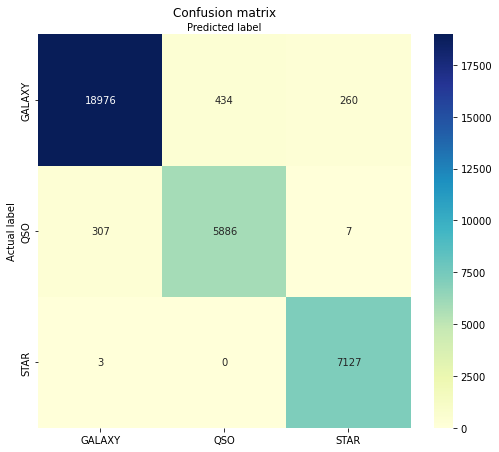 Confusion matrix
Predicted label
GALAXY 18976 434 260
QSO 307 5886 7
STAR 3 0 7127
GALAXY QSO STAR
Actual label
17500
15000
12500
10000
7500
5000
2500
0